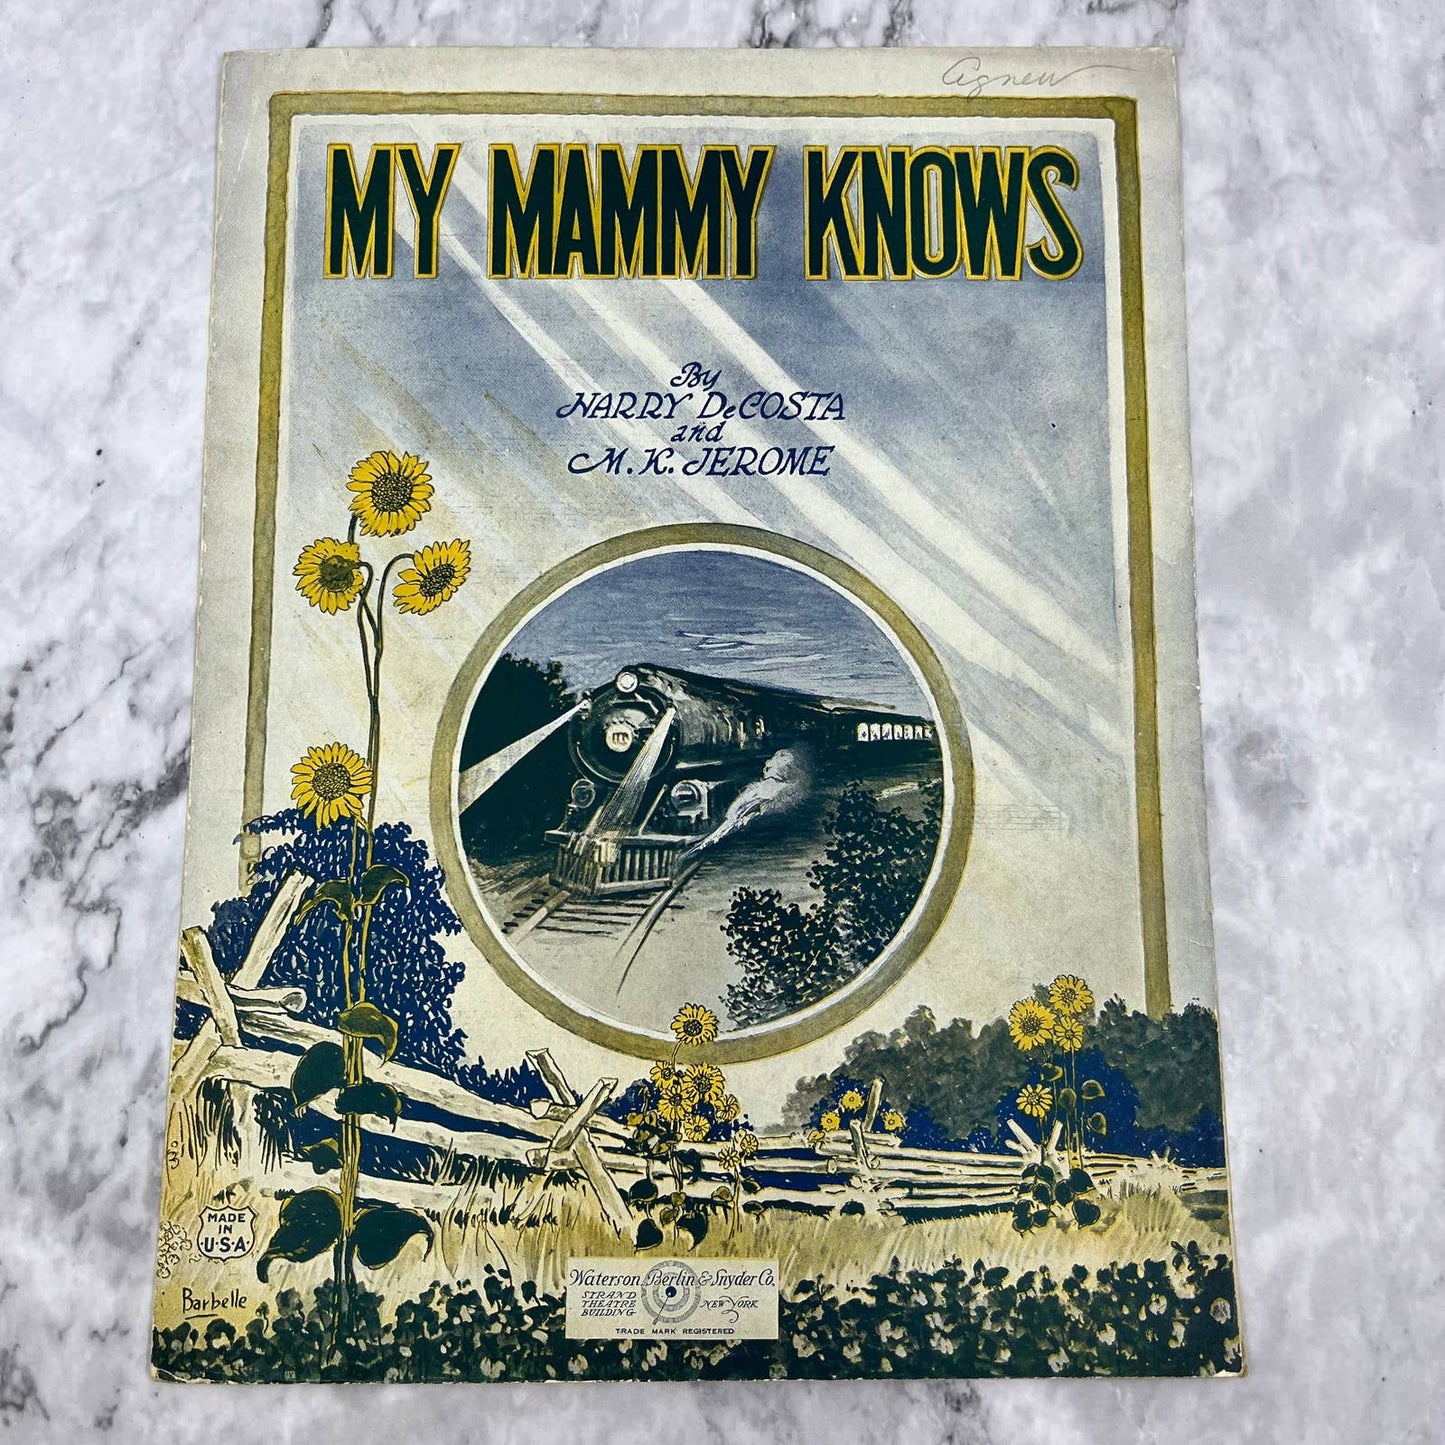 Agnew
MY MAMMY KNOWS
By
HARRY DeCOSTA
and
M. K. JEROME
MADE
IN
U·S·A·
Barbelle
Waterson, Berlin & Snyder Co.
STRAND
THEATRE
BUILDING
NEW YORK
TRADE MARK REGISTERED